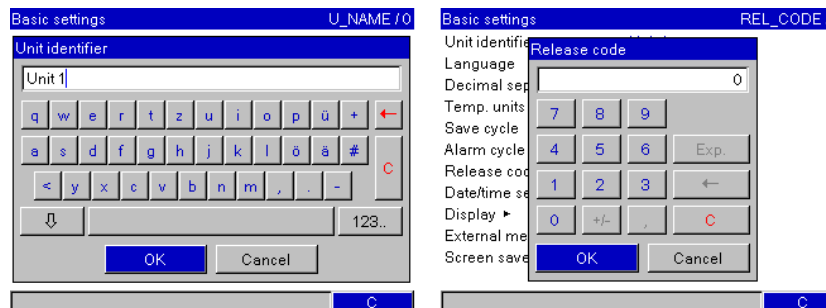 Basic settings U_NAME / 0
Unit identifier
Unit 1
q w e r t z u i o p ü + ←
a s d f g h j k l ö ä # C
< y x c v b n m , . -
⇩ 123..
OK Cancel
C
Basic settings REL_CODE
Unit identifie
Language
Decimal sep
Temp. units
Save cycle
Alarm cycle
Release cod
Date/time se
Display ►
External me
Screen save
Release code
0
7 8 9
4 5 6 Exp.
1 2 3 ←
0 +/- , C
OK Cancel
C